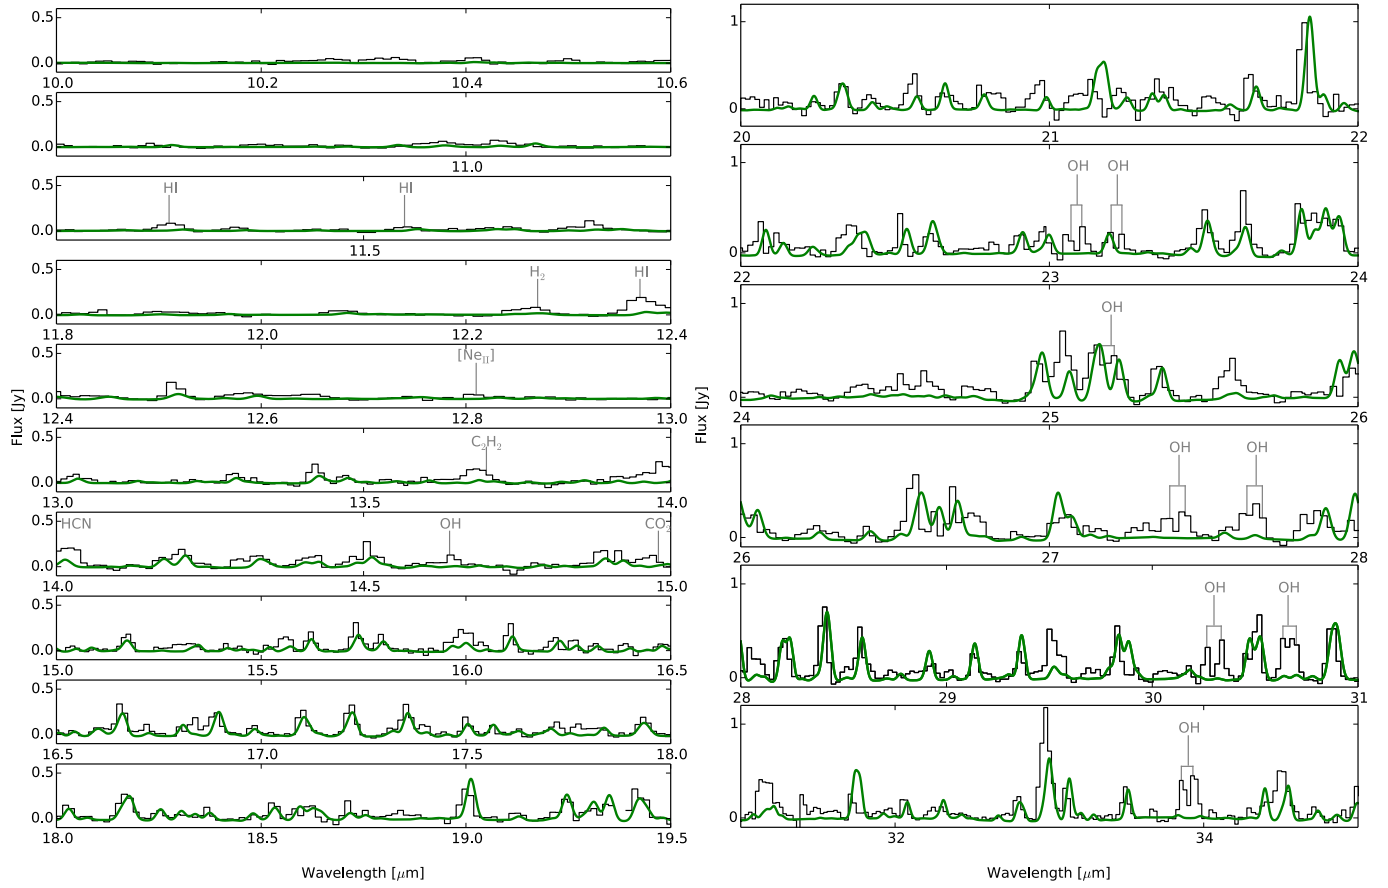 0.5
0.0
10.0 10.2 10.4 10.6
0.5
0.0
11.0
0.5
0.0
HI HI
11.5
0.5
0.0
H₂ HI
11.8 12.0 12.2 12.4
0.5
0.0
[Ne_II]
12.4 12.6 12.8 13.0
0.5
0.0
C₂H₂
13.0 13.5 14.0
0.5
0.0
HCN OH CO₂
14.0 14.5 15.0
0.5
0.0
15.0 15.5 16.0 16.5
0.5
0.0
16.5 17.0 17.5 18.0
0.5
0.0
18.0 18.5 19.0 19.5
Flux [Jy]
Wavelength [μm]
1
0
20 21 22
1
0
OH OH
22 23 24
1
0
OH
24 25 26
1
0
OH OH
26 27 28
1
0
OH OH
28 29 30 31
1
0
OH
32 34
Flux [Jy]
Wavelength [μm]